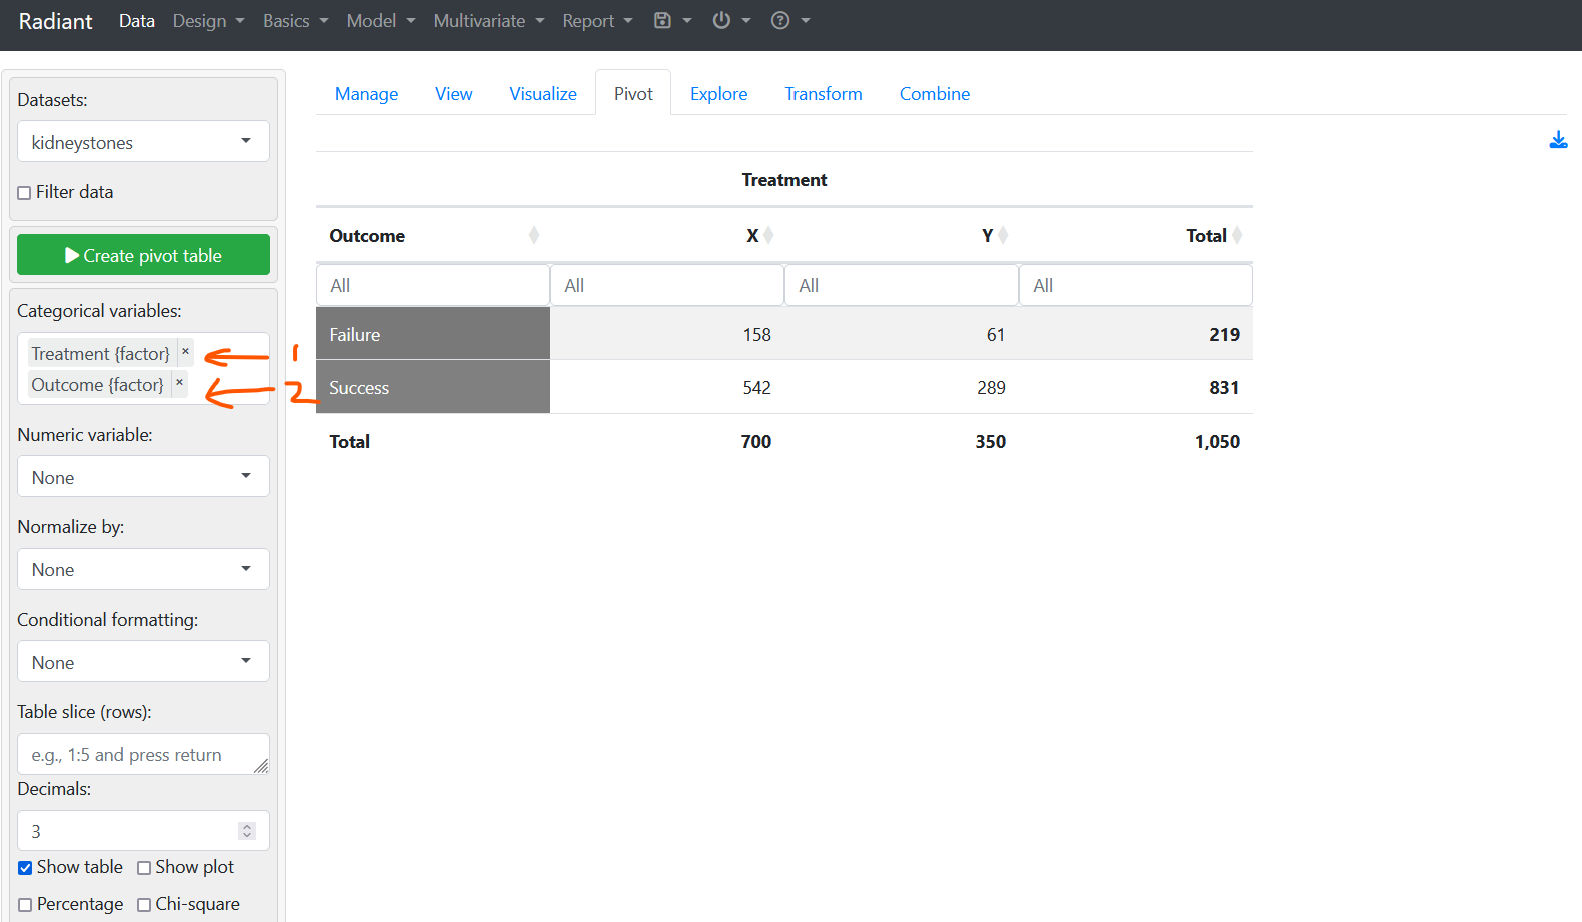 Radiant Data Design Basics Model Multivariate Report
Datasets:
kidneystones
Filter data
Create pivot table
Categorical variables:
Treatment {factor} ×
1
Outcome {factor} ×
2
Numeric variable:
None
Normalize by:
None
Conditional formatting:
None
Table slice (rows):
e.g., 1:5 and press return
Decimals:
3
Show table Show plot
Percentage Chi-square
Manage View Visualize Pivot Explore Transform Combine
Treatment
Outcome X Y Total
All All All All
Failure 158 61 219
Success 542 289 831
Total 700 350 1,050